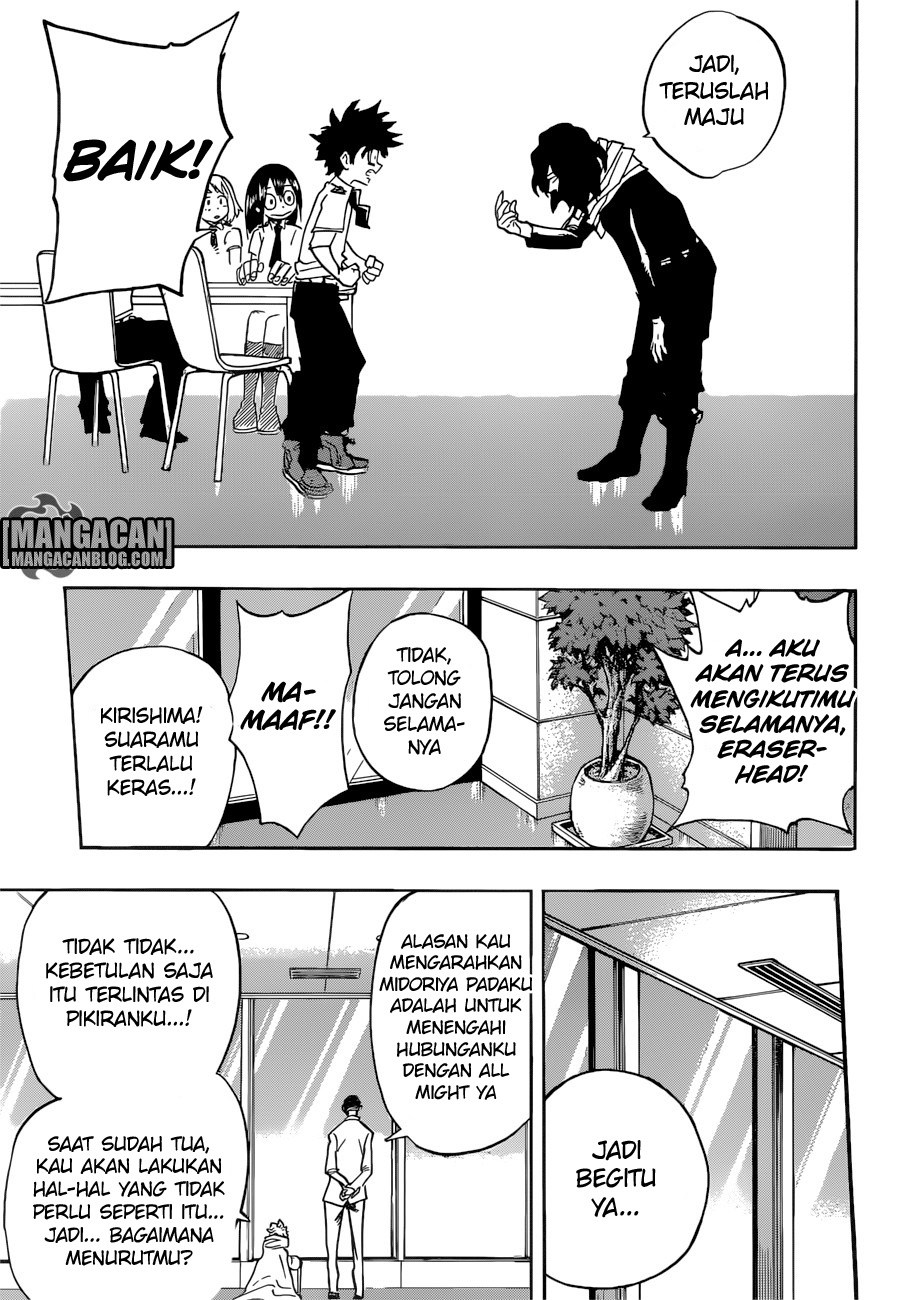 JADI,
TERUSLAH
MAJU
BAIK!
[MANGACAN]
MANGACANBLOG.COM
A... AKU
AKAN TERUS
MENGIKUTIMU
SELAMANYA,
ERASER-
HEAD!
TIDAK,
TOLONG
JANGAN
SELAMA-
NYA
MA-
MAAF!!
KIRISHIMA!
SUARAMU
TERLALU
KERAS...!
JADI
BEGITU
YA...
ALASAN KAU
MENGARAHKAN
MIDORIYA PADAKU
ADALAH UNTUK
MENENGAHI
HUBUNGANKU
DENGAN ALL
MIGHT YA
TIDAK TIDAK...
KEBETULAN SAJA
ITU TERLINTAS DI
PIKIRANKU...!
SAAT SUDAH TUA,
KAU AKAN LAKUKAN
HAL-HAL YANG TIDAK
PERLU SEPERTI ITU...
JADI... BAGAIMANA
MENURUTMU?